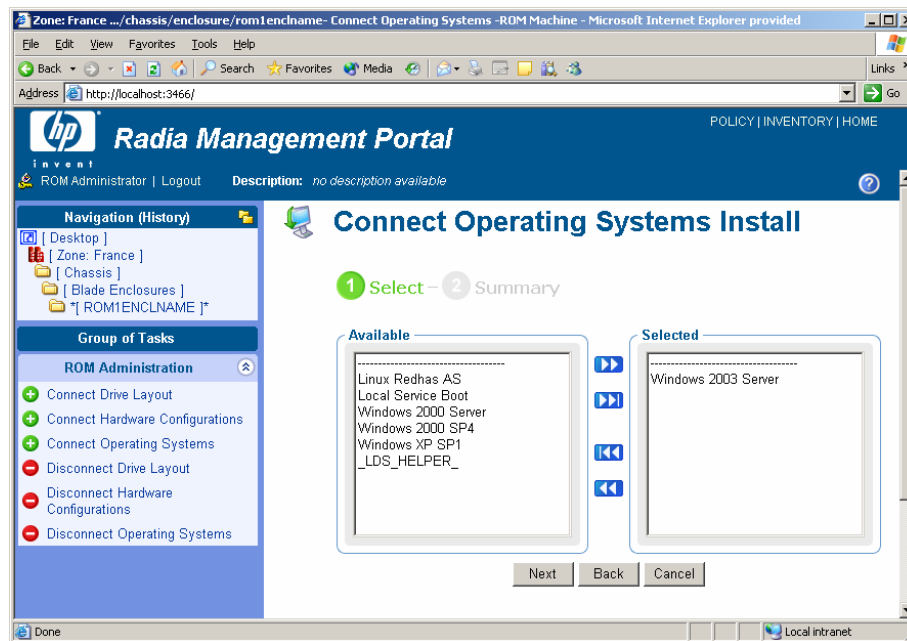 Zone: France .../chassis/enclosure/rom1enclname- Connect Operating Systems -ROM Machine - Microsoft Internet Explorer provided
File Edit View Favorites Tools Help
Back Search Favorites Media Links
Address http://localhost:3466/ Go
hp
invent
Radia Management Portal
POLICY | INVENTORY | HOME
ROM Administrator | Logout Description: no description available ?
Navigation (History)
[ Desktop ]
[ Zone: France ]
[ Chassis ]
[ Blade Enclosures ]
*[ ROM1ENCLNAME ]*
Group of Tasks
ROM Administration
Connect Drive Layout
Connect Hardware Configurations
Connect Operating Systems
Disconnect Drive Layout
Disconnect Hardware
Configurations
Disconnect Operating Systems
Connect Operating Systems Install
1 Select – 2 Summary
Available
-----------------------------------
Linux Redhas AS
Local Service Boot
Windows 2000 Server
Windows 2000 SP4
Windows XP SP1
_LDS_HELPER_
Selected
-----------------------------------
Windows 2003 Server
Next Back Cancel
Done Local intranet